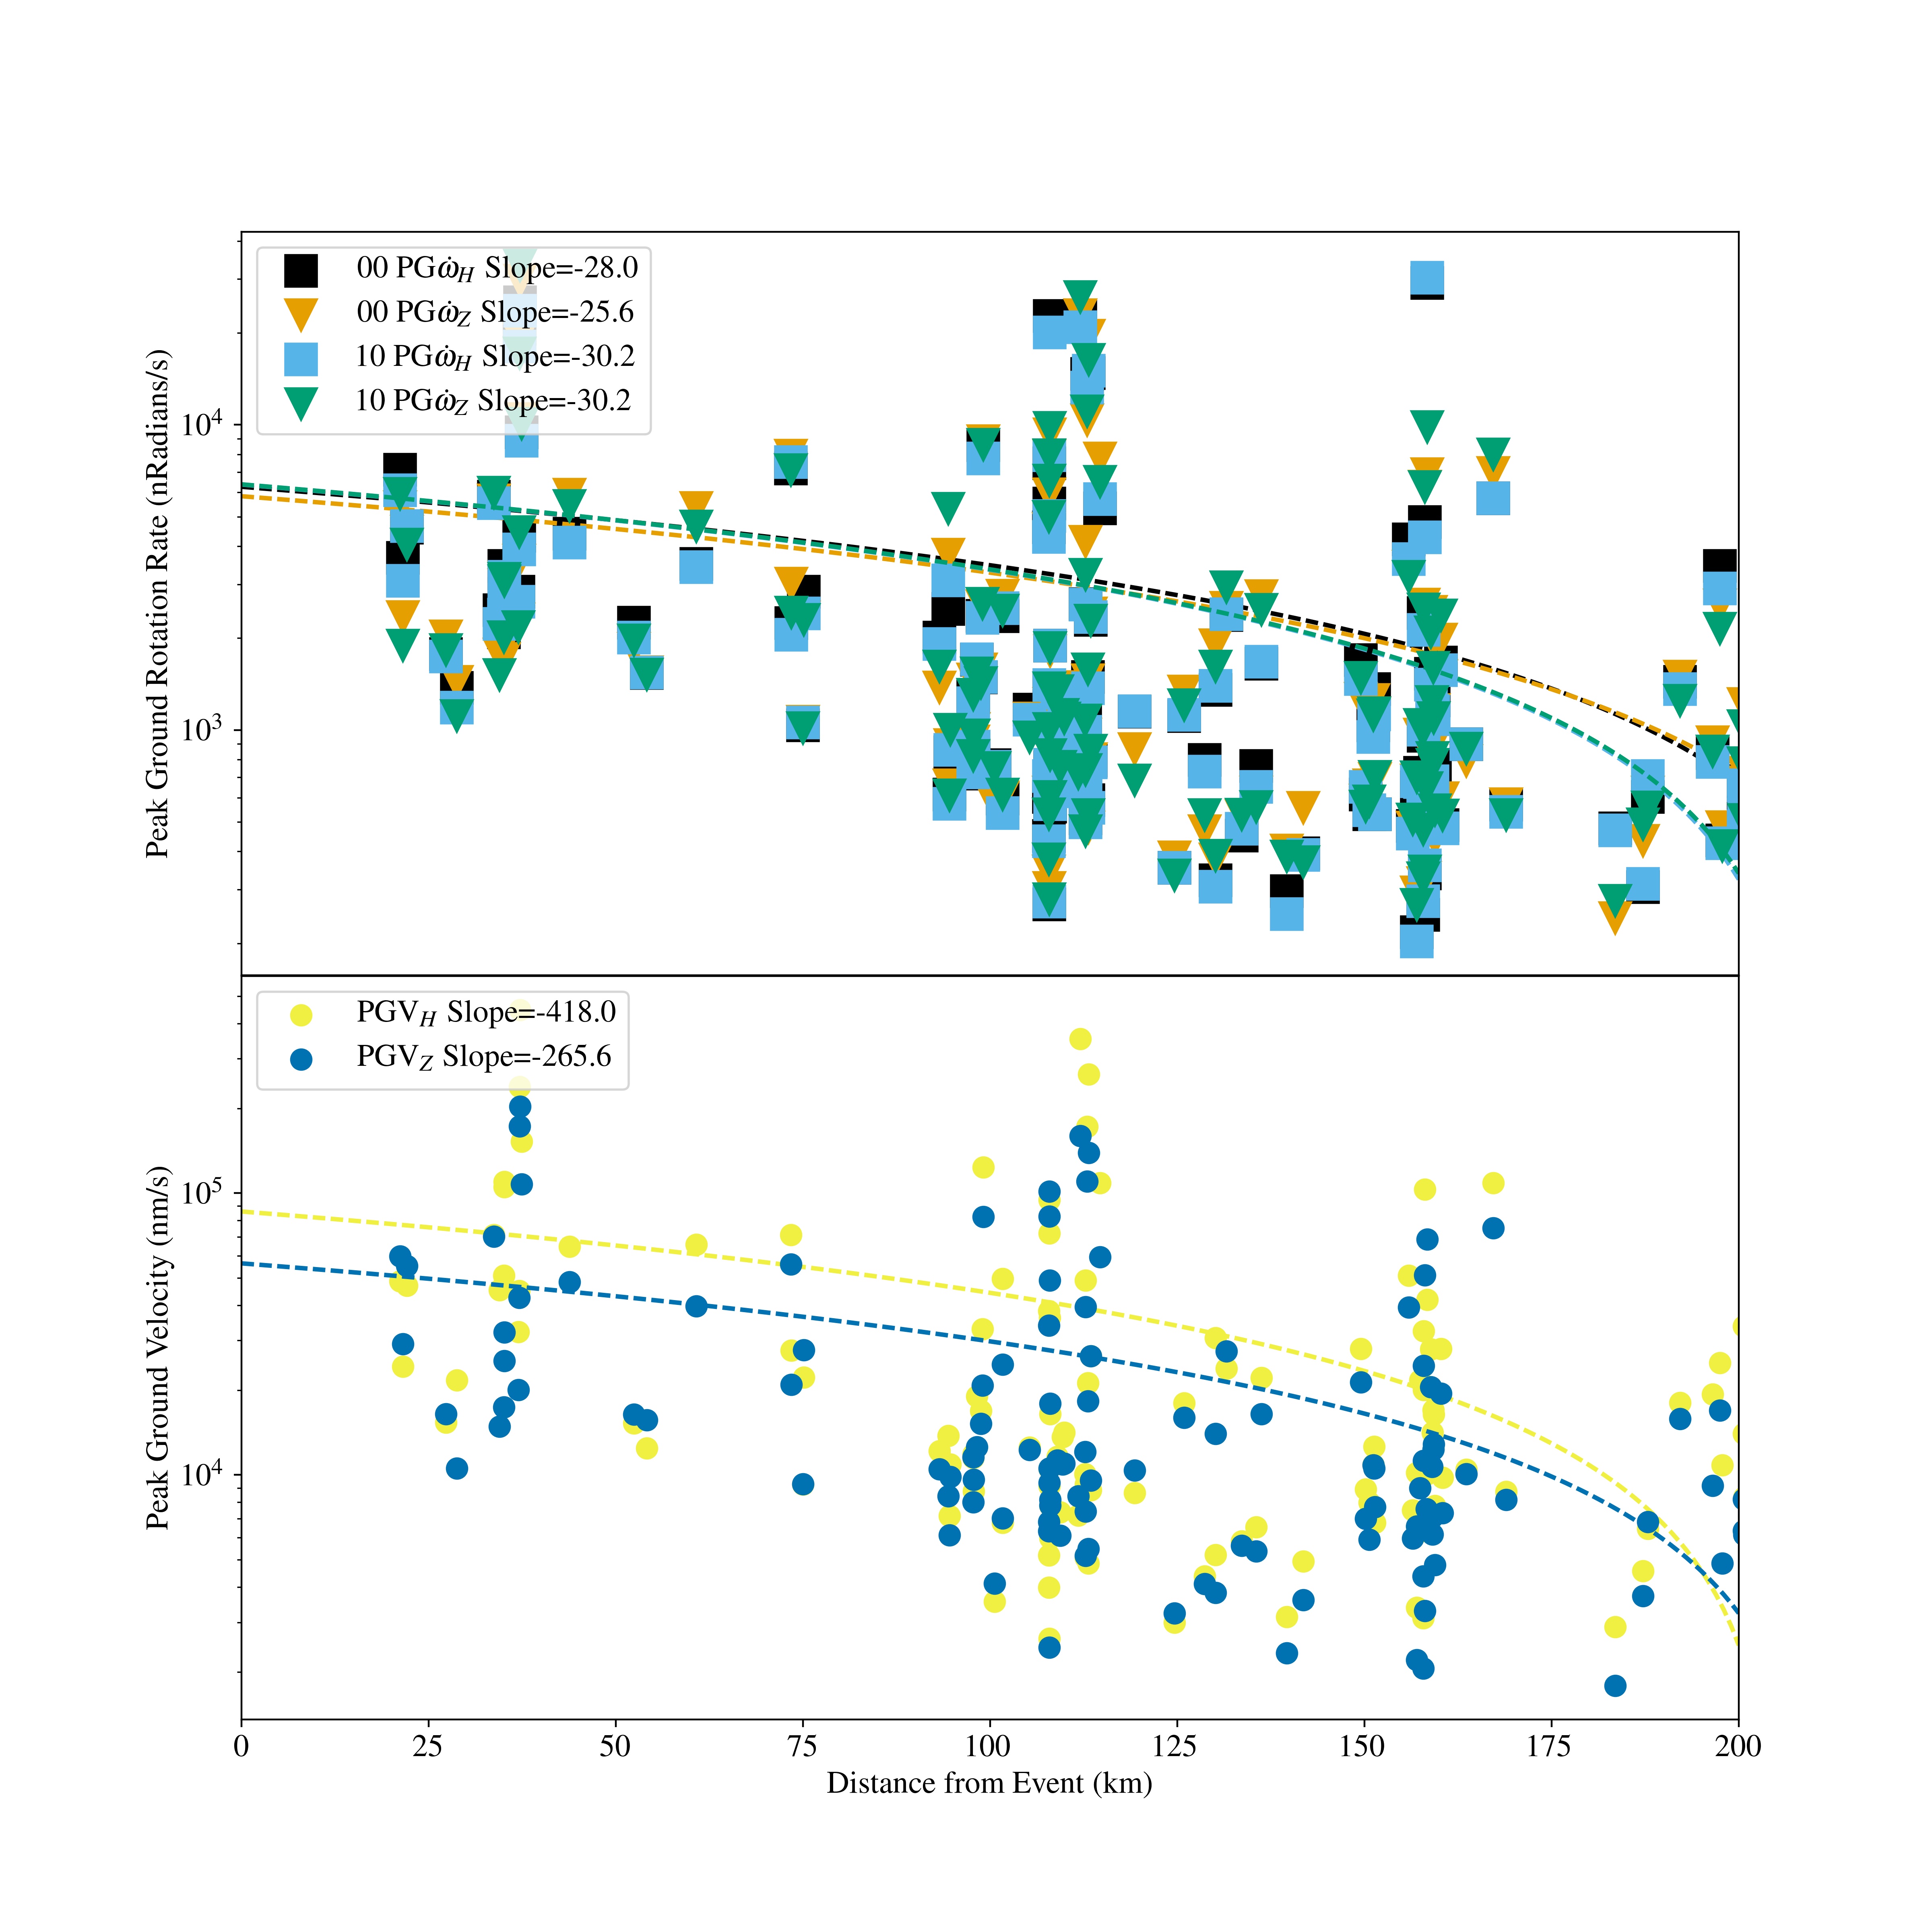 00 PGω̇H Slope=-28.0
00 PGω̇Z Slope=-25.6
10 PGω̇H Slope=-30.2
10 PGω̇Z Slope=-30.2
Peak Ground Rotation Rate (nRadians/s)
10^4
10^3
PGVH Slope=-418.0
PGVZ Slope=-265.6
Peak Ground Velocity (nm/s)
10^5
10^4
0 25 50 75 100 125 150 175 200
Distance from Event (km)